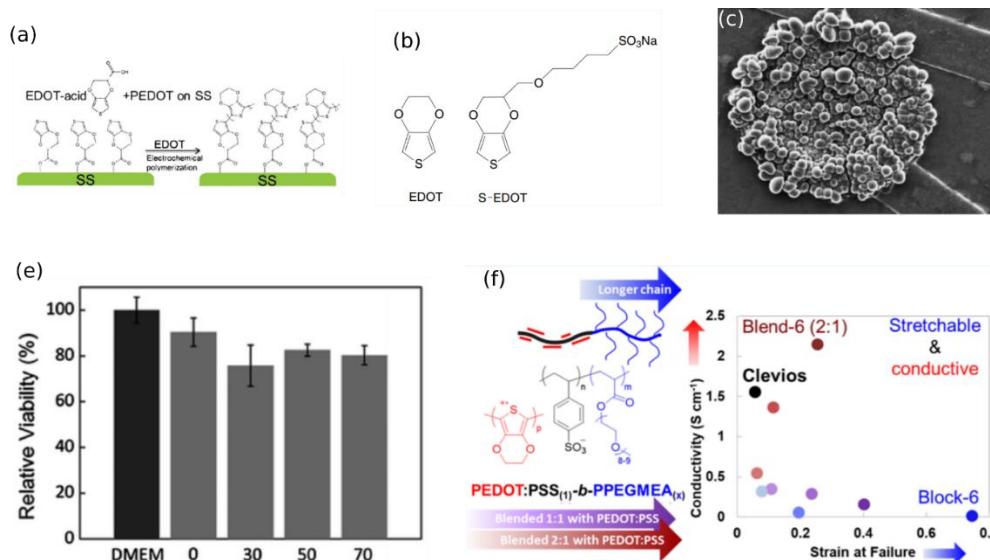 (a)
EDOT-acid
OH
O
O
O
S
+PEDOT on SS
EDOT
Electrochemical
polymerization
SS
SS
(b)
SO₃Na
O
O
O
O
O
S
S
EDOT
S-EDOT
(c)
(e)
Relative Viability (%)
100
80
60
40
20
0
DMEM
0
30
50
70
(f)
Longer chain
n
m
O
O
O
8-9
S
p
O
O
SO₃⁻
PEDOT:PSS(1)-b-PPEGMEA(x)
Blended 1:1 with PEDOT:PSS
Blended 2:1 with PEDOT:PSS
Conductivity (S cm⁻¹)
2.5
2
1.5
1
0.5
0
Blend-6 (2:1)
Stretchable
&
conductive
Clevios
Block-6
0
0.2
0.4
0.6
Strain at Failure